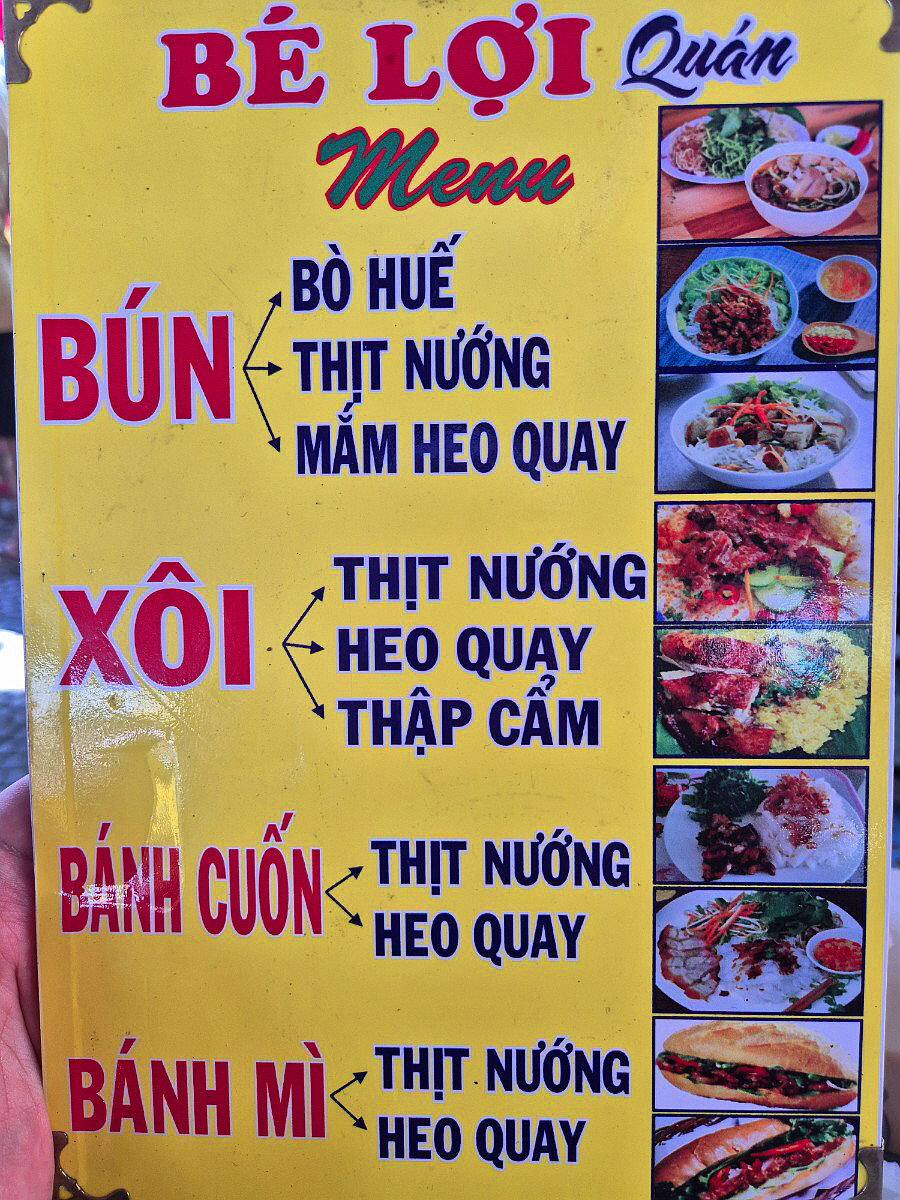 BÉ LỢI Quán
Menu
BÚN
BÒ HUẾ
THỊT NƯỚNG
MẮM HEO QUAY
XÔI
THỊT NƯỚNG
HEO QUAY
THẬP CẨM
BÁNH CUỐN
THỊT NƯỚNG
HEO QUAY
BÁNH MÌ
THỊT NƯỚNG
HEO QUAY